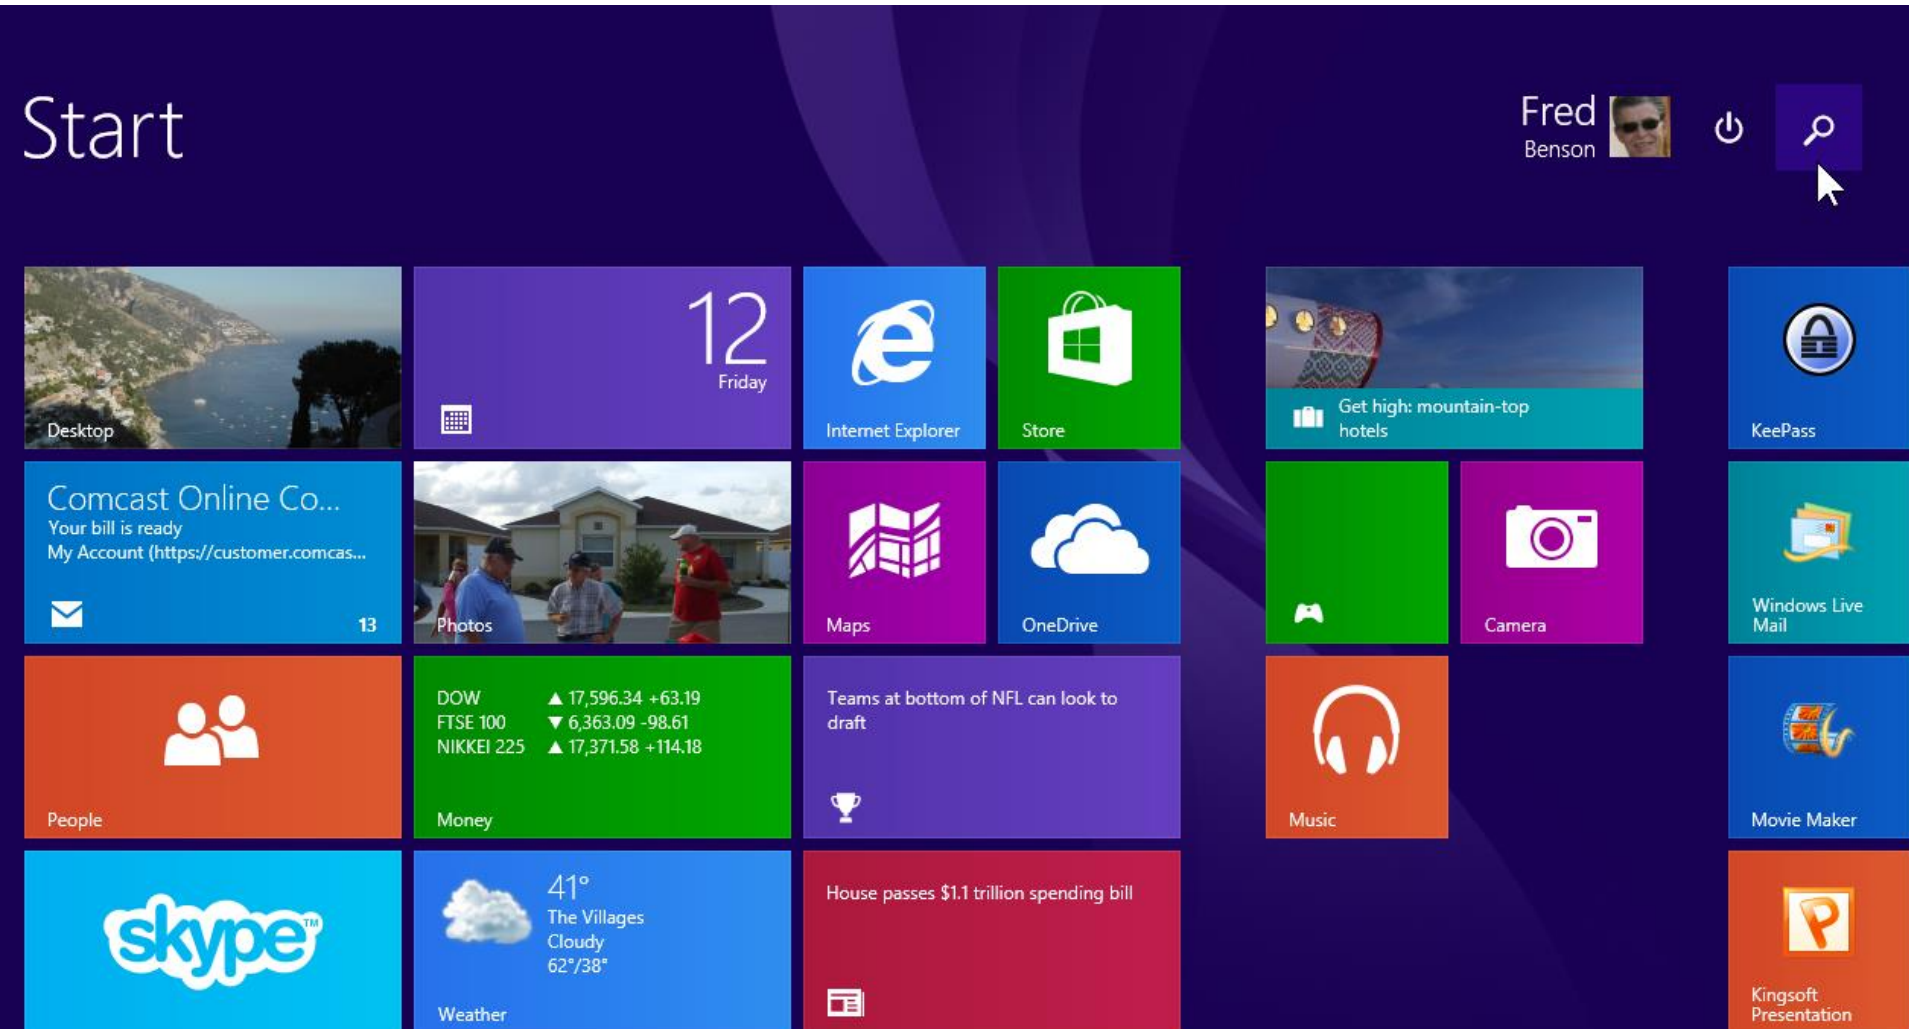 Start
Fred
Benson
Desktop
12
Friday
Internet Explorer
Store
Get high: mountain-top
hotels
KeePass
Comcast Online Co...
Your bill is ready
My Account (https://customer.comcas...
13
Photos
Maps
OneDrive
Camera
Windows Live
Mail
People
DOW ▲ 17,596.34 +63.19
FTSE 100 ▼ 6,363.09 -98.61
NIKKEI 225 ▲ 17,371.58 +114.18
Money
Teams at bottom of NFL can look to
draft
Music
Movie Maker
skype™
41°
The Villages
Cloudy
62°/38°
Weather
House passes $1.1 trillion spending bill
Kingsoft
Presentation